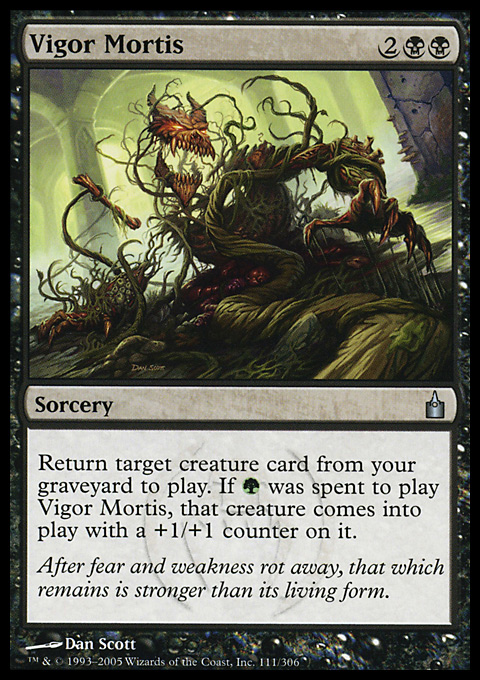 Vigor Mortis 2
DAN SCOTT
Sorcery
Return target creature card from your
graveyard to play. If was spent to play
Vigor Mortis, that creature comes into
play with a +1/+1 counter on it.
After fear and weakness rot away, that which
remains is stronger than its living form.
Dan Scott
™ & © 1993–2005 Wizards of the Coast, Inc. 111/306